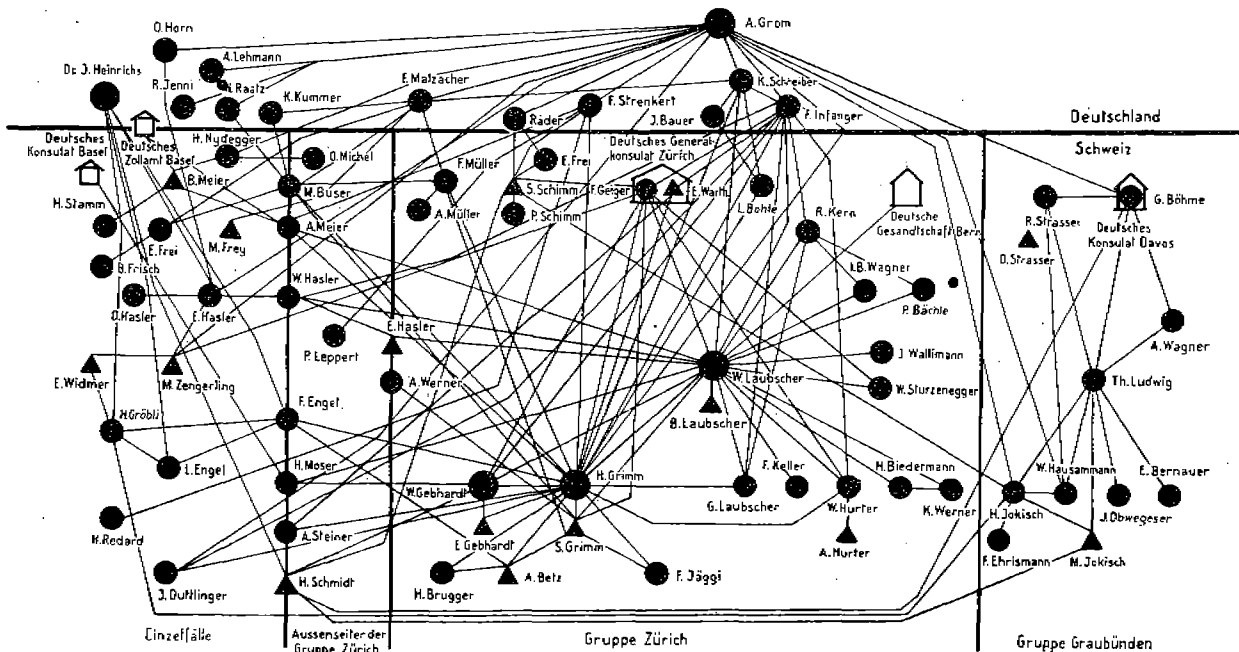 O.Horn
A.Grom
A.Lehmann
Dr. J.Heinrichs
R.Jenni
H.Raatz
K.Kummer
E.Malzacher
K.Schreiber
E.Strenkert
F.Infanger
J.Bauer
Räder
Deutschland
Schweiz
Deutsches
Konsulat Basel
Deutsches
Zollamt Basel
H.Nydegger
O.Michel
F.Müller
E.Frei
Deutsches General-
konsulat Zürich
B.Meier
M.Buser
S.Schimm
F.Geiger
E.Warth
L.Bohle
R.Strasser
G.Böhme
H.Stamm
E.Frei
M.Frey
A.Meier
A.Müller
P.Schimm
R.Kern
Deutsche
Gesandtschaft Bern
D.Strasser
Deutsches
Konsulat Davos
B.Frisch
W.Hasler
B.Wagner
O.Hasler
E.Hasler
E.Hasler
P.Bächle
A.Wagner
P.Leppert
J.Wallimann
E.Widmer
M.Zengerling
A.Werner
W.Laubscher
W.Sturzenegger
Th.Ludwig
H.Gröbli
F.Engel
B.Laubscher
L.Engel
H.Moser
W.Gebhardt
H.Grimm
G.Laubscher
F.Keller
W.Hurter
H.Biedermann
K.Werner
H.Jokisch
W.Hausammann
J.Obwegeser
E.Bernauer
K.Redard
A.Steiner
E.Gebhardt
S.Grimm
A.Hurter
F.Ehrismann
M.Jokisch
J.Duttlinger
H.Schmidt
H.Brugger
A.Betz
F.Jäggi
Einzelfälle
Aussenseiter der
Gruppe Zürich
Gruppe Zürich
Gruppe Graubünden